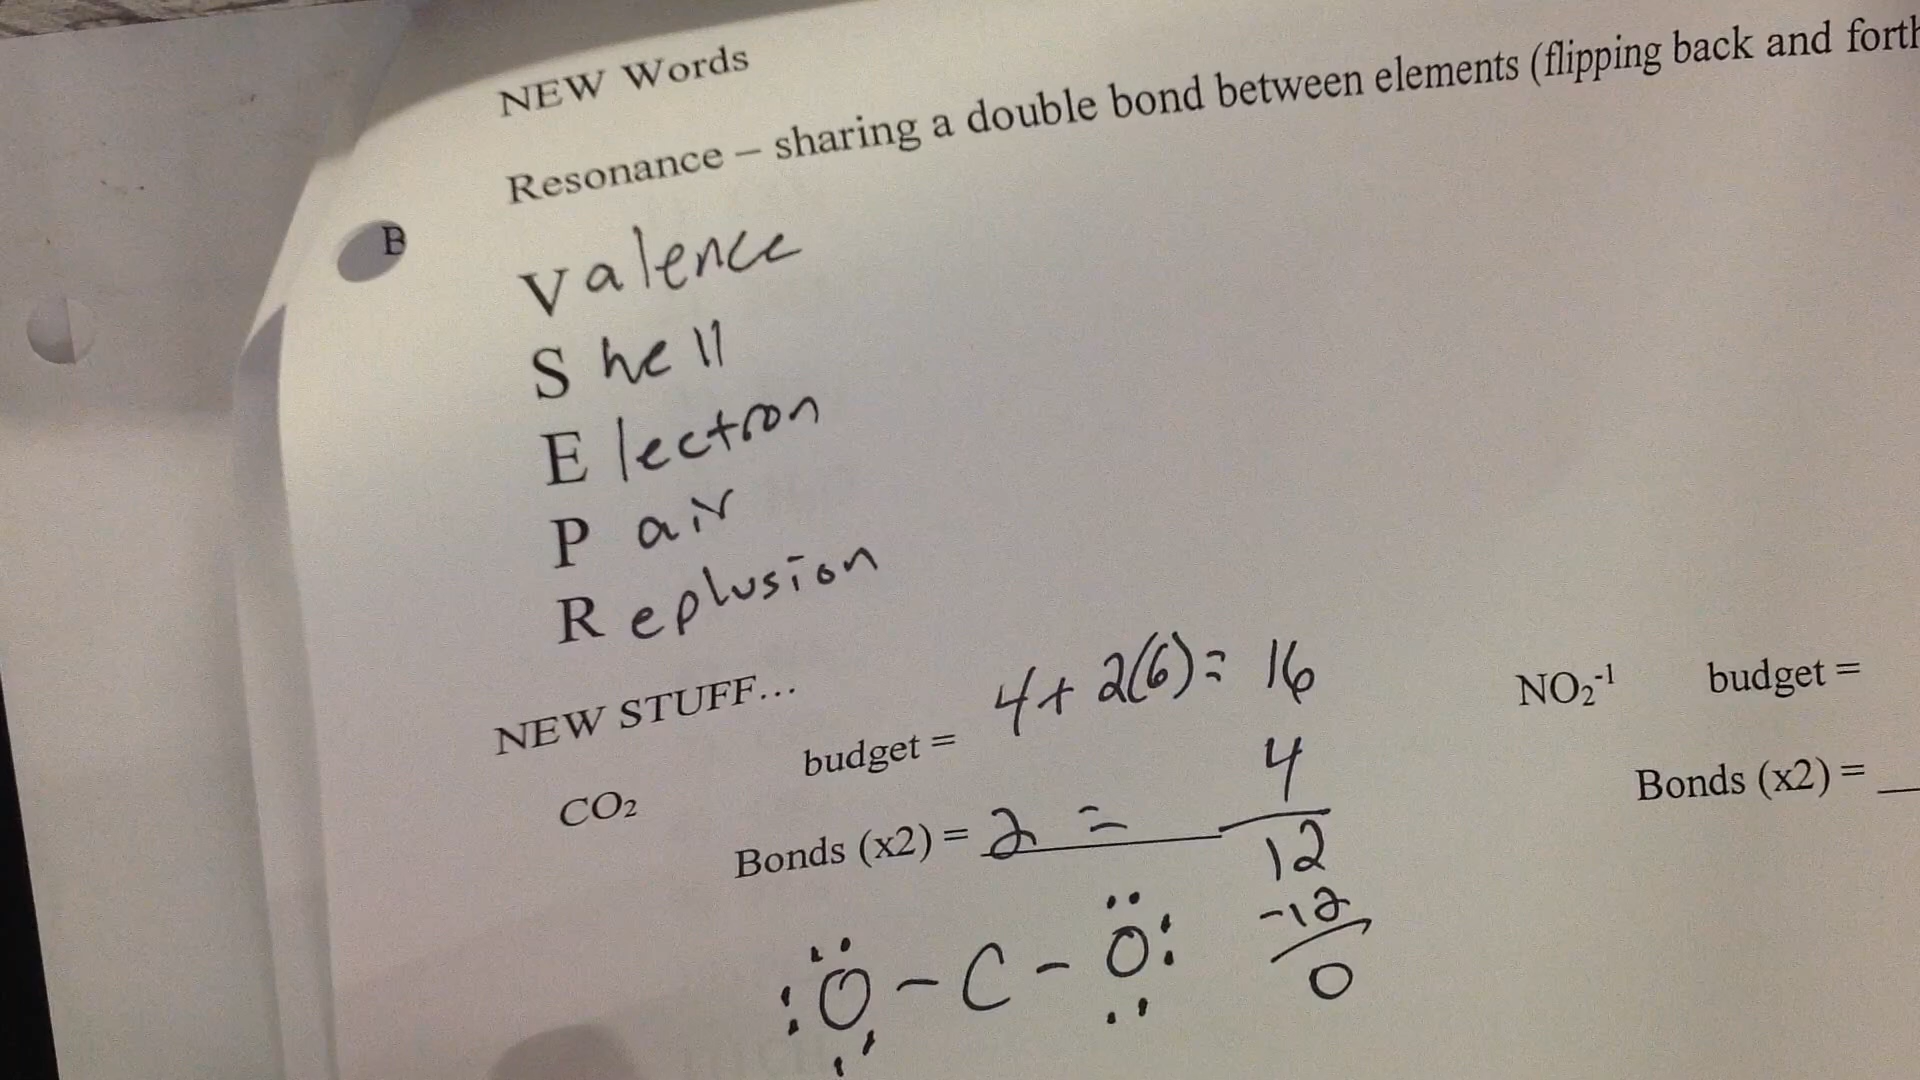 NEW Words
Resonance – sharing a double bond between elements (flipping back and forth
B
Valence
Shell
Electron
Pair
Replusion
NEW STUFF...
CO₂ budget = 4 + 2(6) = 16
Bonds (x2) = 2 = 4
12
-12
0
:Ö - C - Ö:
NO₂⁻¹ budget =
Bonds (x2) = __